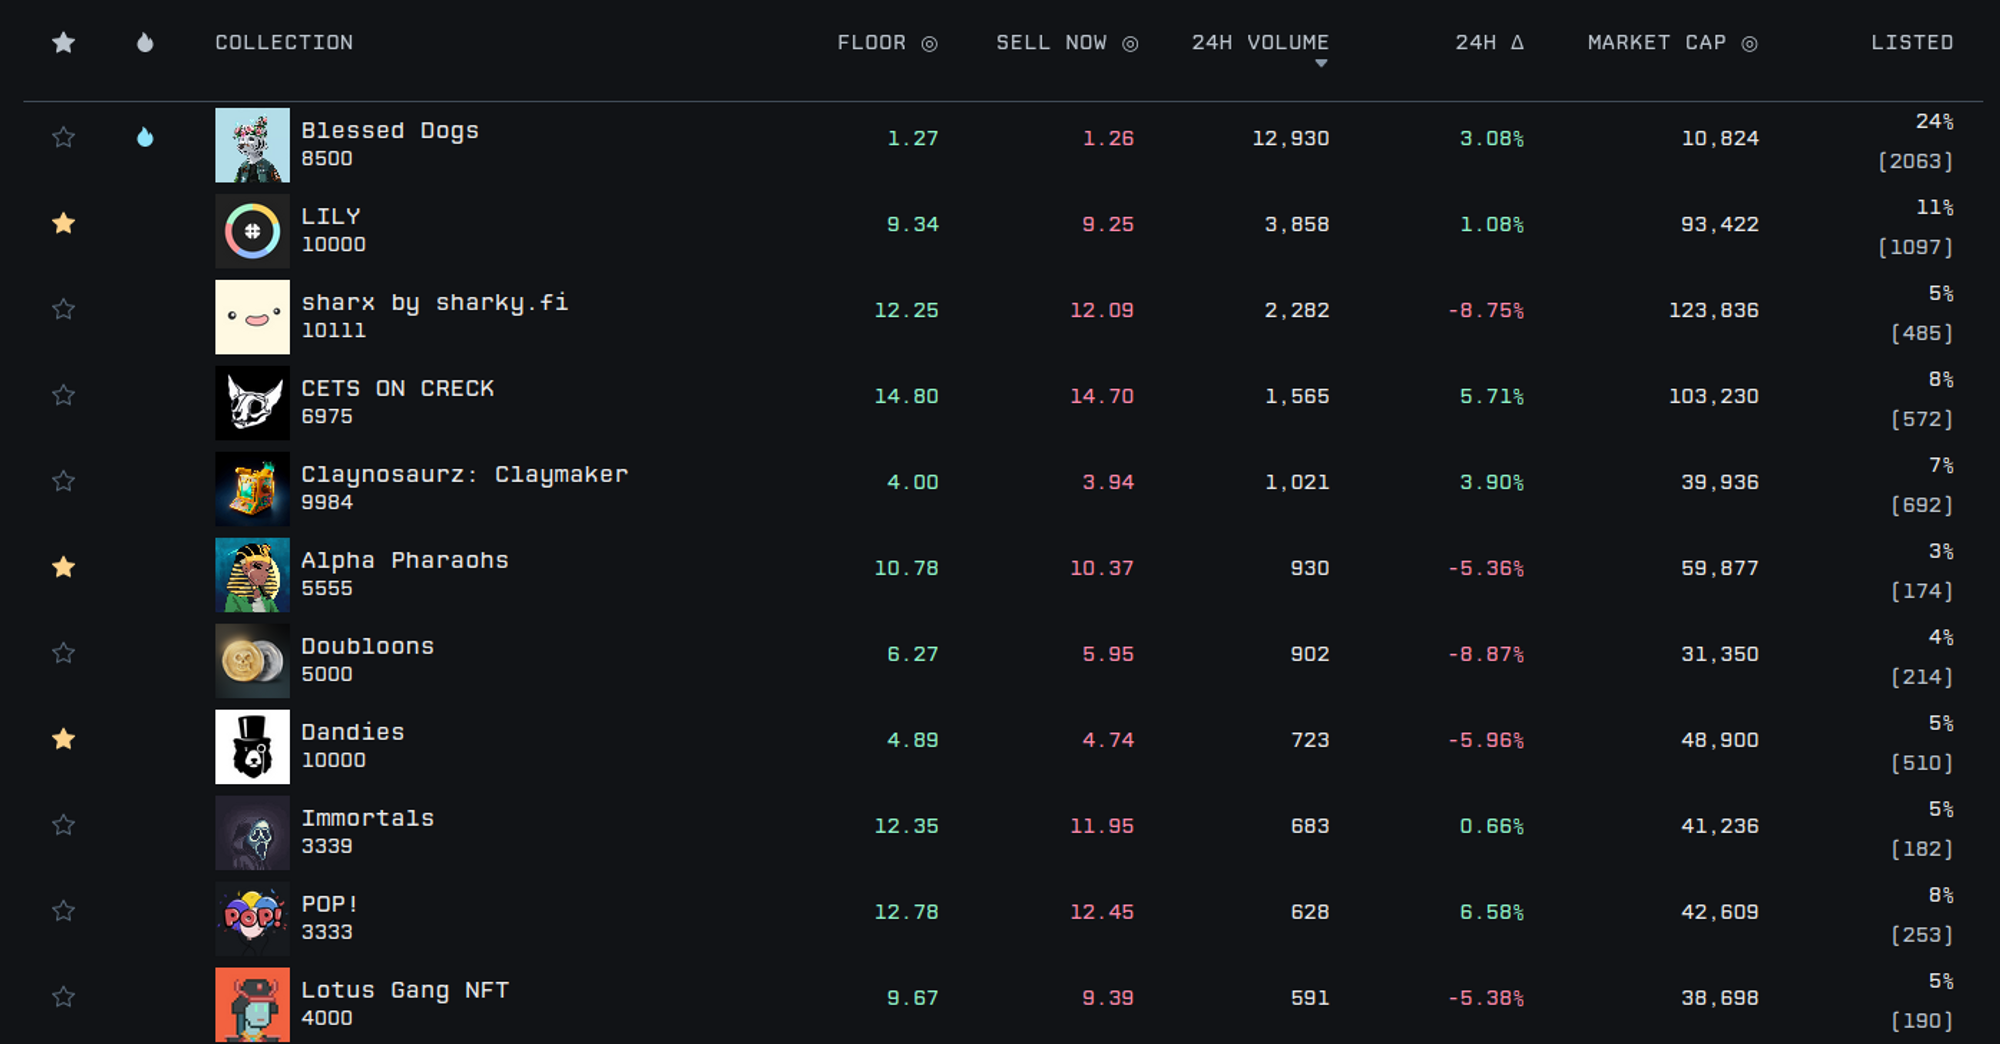 COLLECTION FLOOR ◎ SELL NOW ◎ 24H VOLUME 24H Δ MARKET CAP ◎ LISTED
Blessed Dogs
8500
1.27 1.26 12,930 3.08% 10,824
24%
[2063]
LILY
10000
9.34 9.25 3,858 1.08% 93,422
11%
[1097]
sharx by sharky.fi
10111
12.25 12.09 2,282 -8.75% 123,836
5%
[485]
CETS ON CRECK
6975
14.80 14.70 1,565 5.71% 103,230
8%
[572]
Claynosaurz: Claymaker
9984
4.00 3.94 1,021 3.90% 39,936
7%
[692]
Alpha Pharaohs
5555
10.78 10.37 930 -5.36% 59,877
3%
[174]
Doubloons
5000
6.27 5.95 902 -8.87% 31,350
4%
[214]
Dandies
10000
4.89 4.74 723 -5.96% 48,900
5%
[510]
Immortals
3339
12.35 11.95 683 0.66% 41,236
5%
[182]
POP!
POP!
3333
12.78 12.45 628 6.58% 42,609
8%
[253]
Lotus Gang NFT
4000
9.67 9.39 591 -5.38% 38,698
5%
[190]